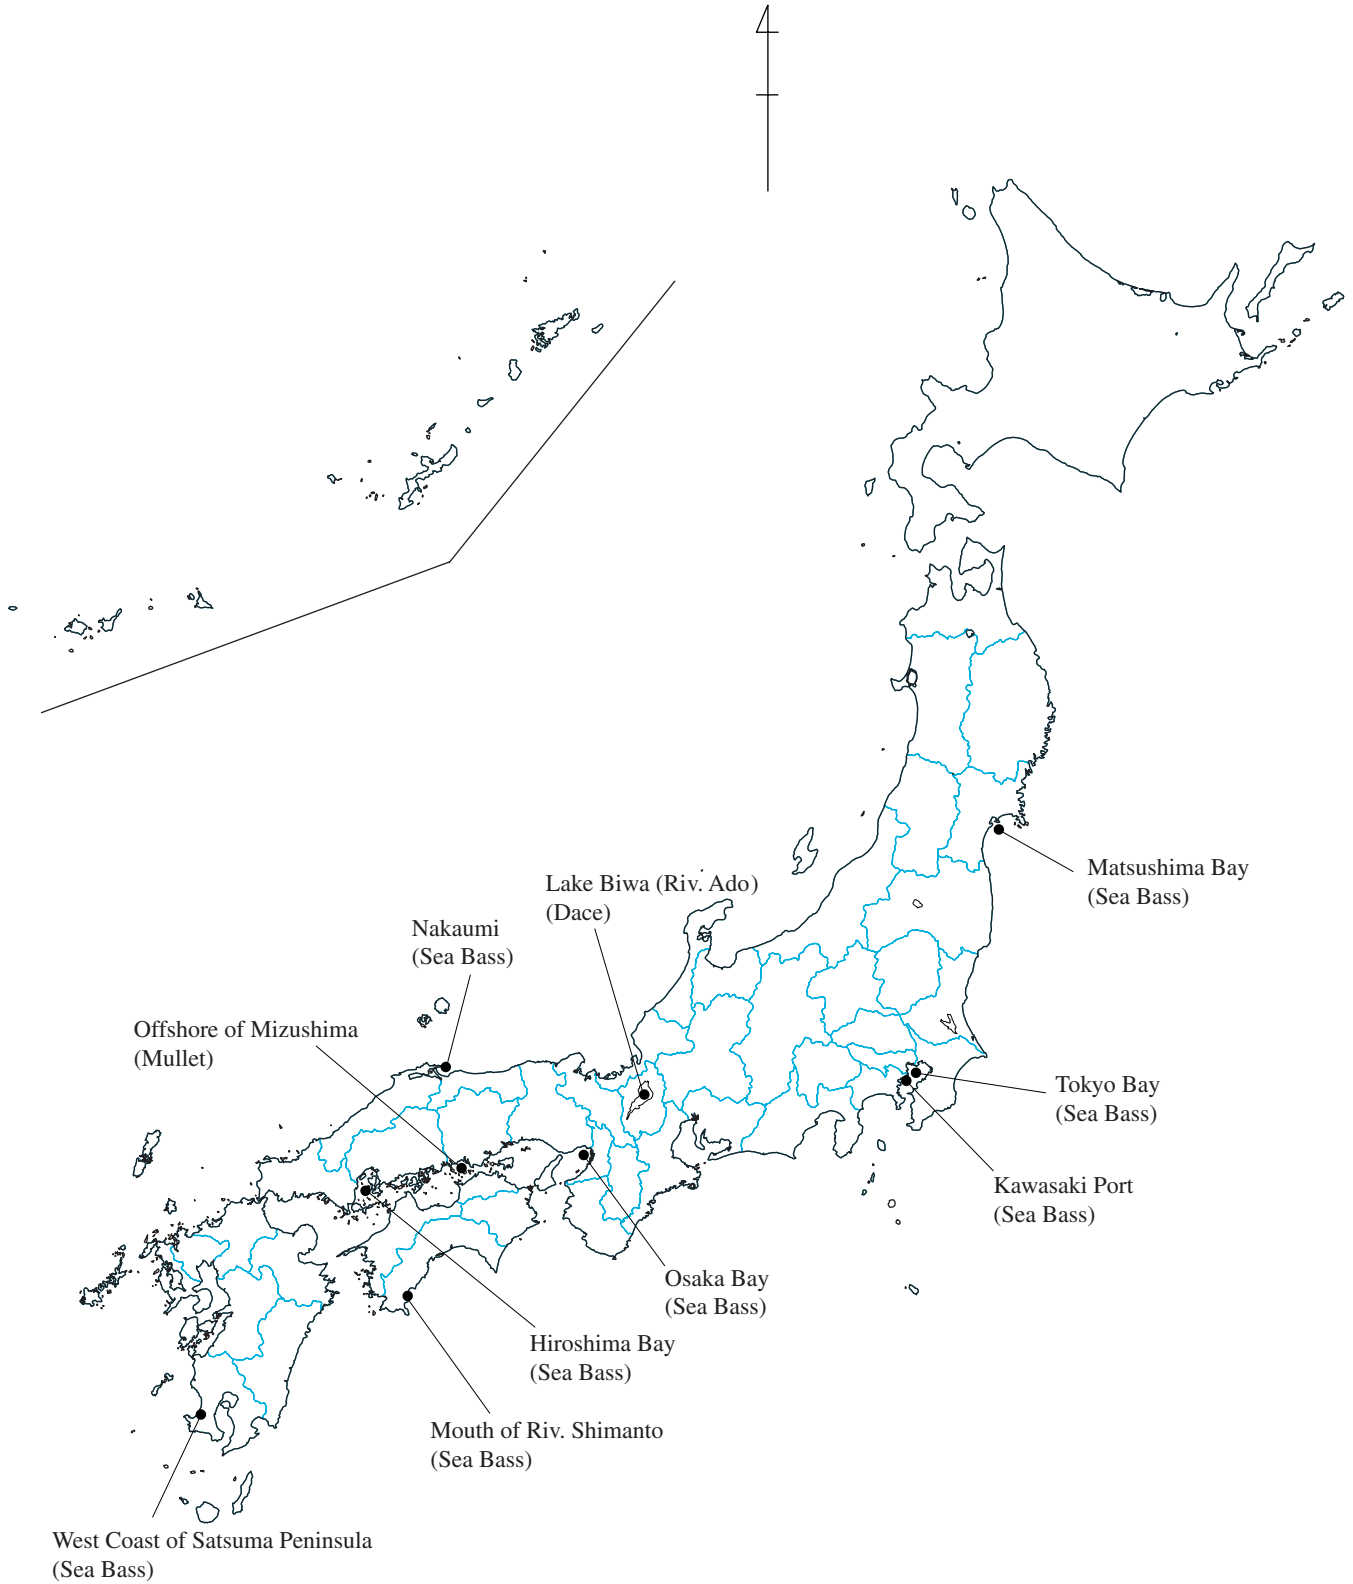 Matsushima Bay
(Sea Bass)
Lake Biwa (Riv. Ado)
(Dace)
Nakaumi
(Sea Bass)
Offshore of Mizushima
(Mullet)
Tokyo Bay
(Sea Bass)
Kawasaki Port
(Sea Bass)
Osaka Bay
(Sea Bass)
Hiroshima Bay
(Sea Bass)
Mouth of Riv. Shimanto
(Sea Bass)
West Coast of Satsuma Peninsula
(Sea Bass)